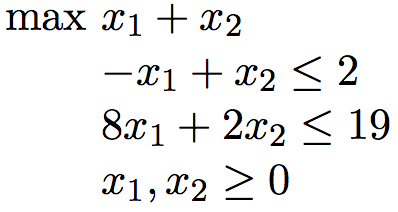 max x₁ + x₂
−x₁ + x₂ ≤ 2
8x₁ + 2x₂ ≤ 19
x₁, x₂ ≥ 0